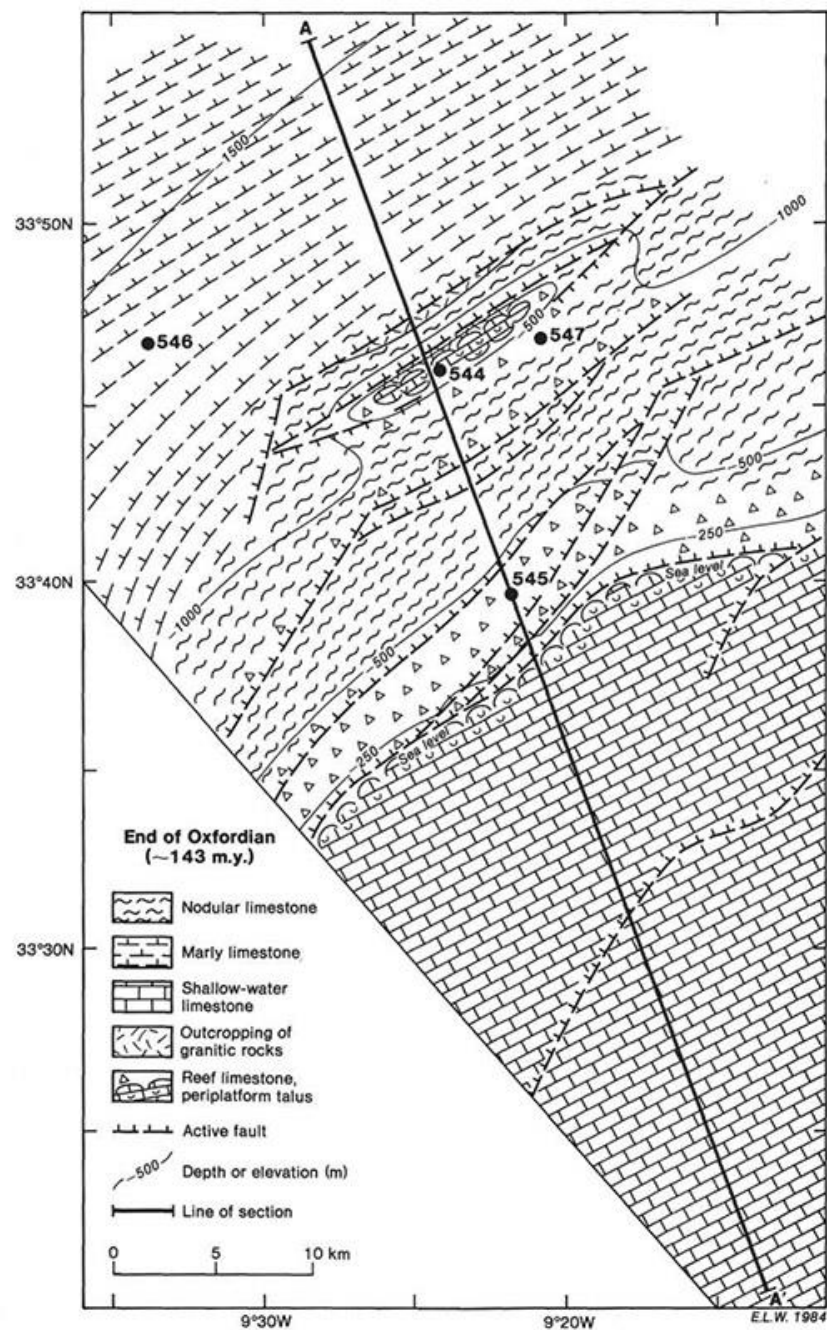 A
-1500
33°50N
-1000
546
547
-500
544
-500
-250
33°40N
545
Sea level
-1000
-500
-250
Sea level
End of Oxfordian
(~143 m.y.)
Nodular limestone
Marly limestone
33°30N
Shallow-water
limestone
Outcropping of
granitic rocks
Reef limestone,
periplatform talus
Active fault
-500 Depth or elevation (m)
Line of section
0 5 10 km
A'
9°30W 9°20W E.L.W. 1984